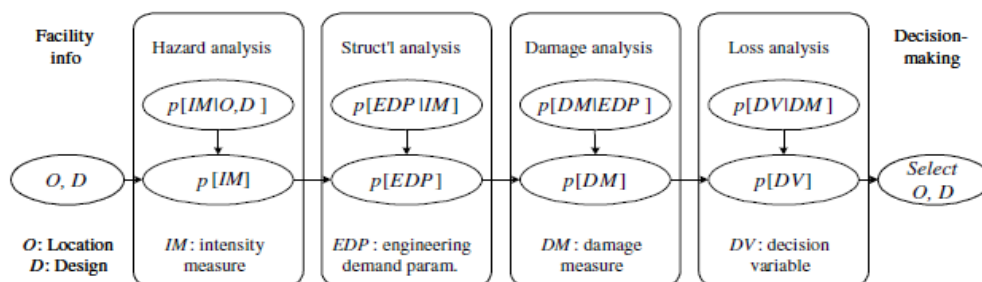 Facility
info
Hazard analysis
Struct'l analysis
Damage analysis
Loss analysis
Decision-
making
p[IM|O,D ]
p[EDP|IM]
p[DM|EDP ]
p[DV|DM ]
O, D
p[IM]
p[EDP]
p[DM]
p[DV]
Select
O, D
O: Location
D: Design
IM : intensity
measure
EDP : engineering
demand param.
DM : damage
measure
DV : decision
variable